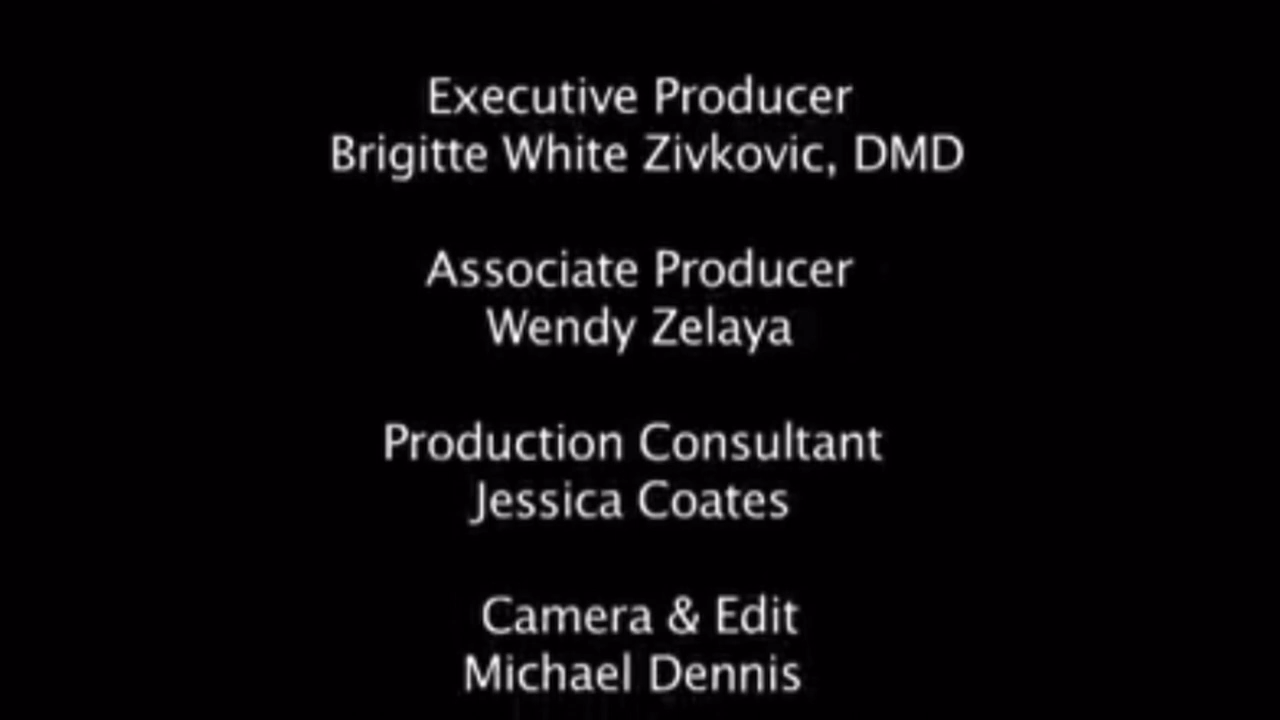 Executive Producer
Brigitte White Zivkovic, DMD
Associate Producer
Wendy Zelaya
Production Consultant
Jessica Coates
Camera & Edit
Michael Dennis